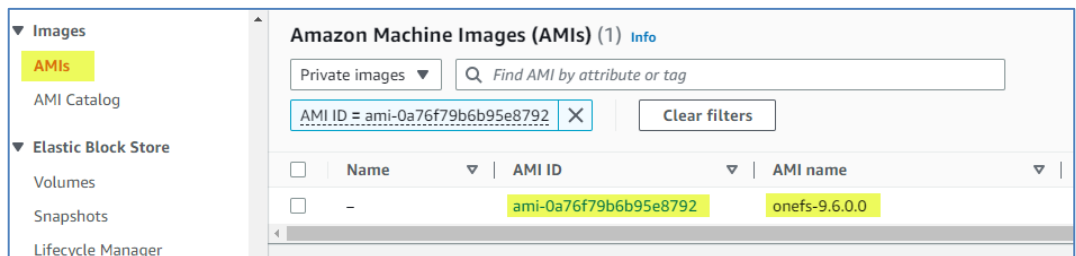 Images
AMIs
AMI Catalog
Elastic Block Store
Volumes
Snapshots
Lifecycle Manager
Amazon Machine Images (AMIs) (1) Info
Private images
Find AMI by attribute or tag
AMI ID = ami-0a76f79b6b95e8792
Clear filters
Name AMI ID AMI name
– ami-0a76f79b6b95e8792 onefs-9.6.0.0